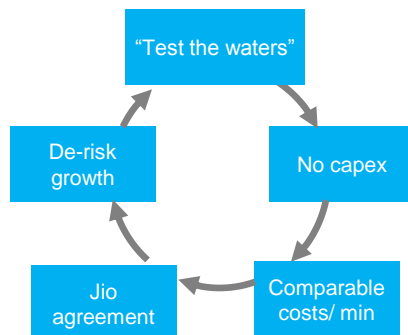 “Test the waters”
No capex
Comparable
costs/ min
Jio
agreement
De-risk
growth